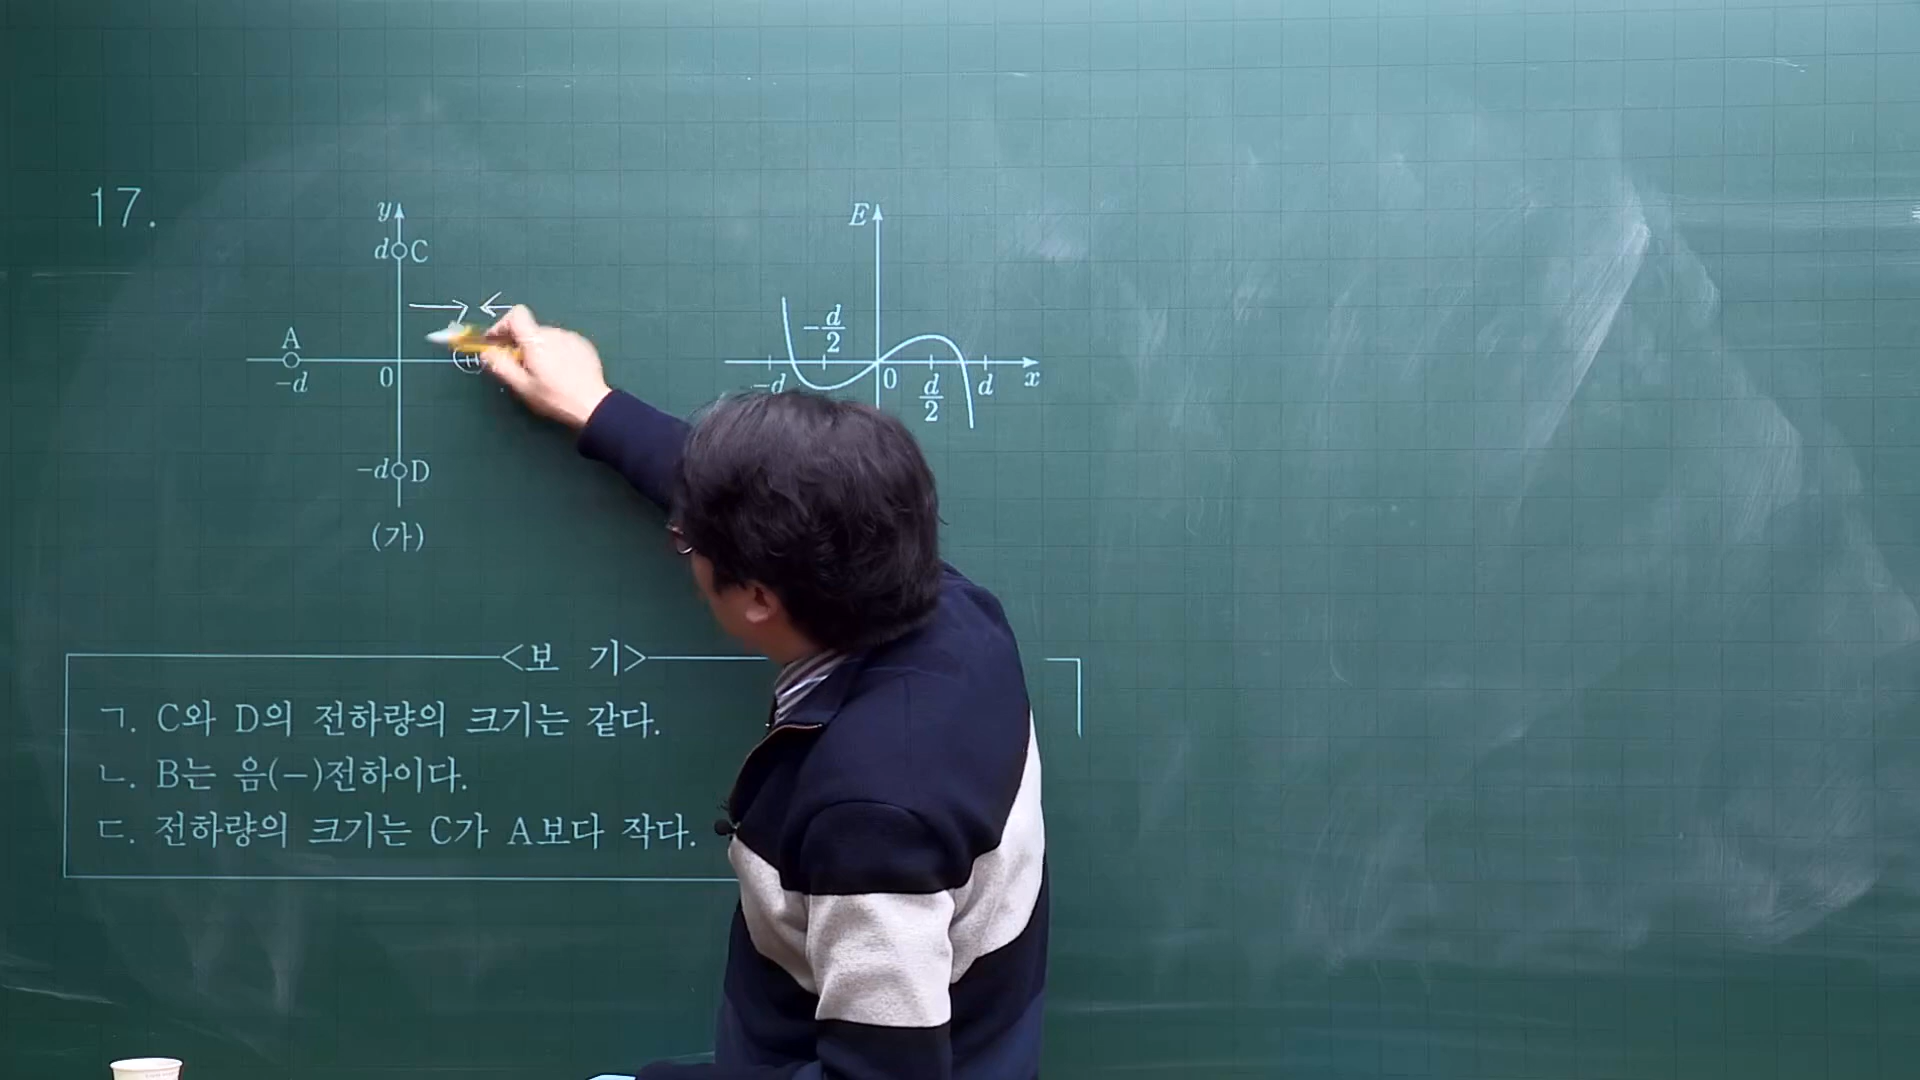 17.
y
d C
A
-d 0
-d D
(가)
E
-d/2
-d 0 d/2 d x
<보 기>
ㄱ. C와 D의 전하량의 크기는 같다.
ㄴ. B는 음(-)전하이다.
ㄷ. 전하량의 크기는 C가 A보다 작다.